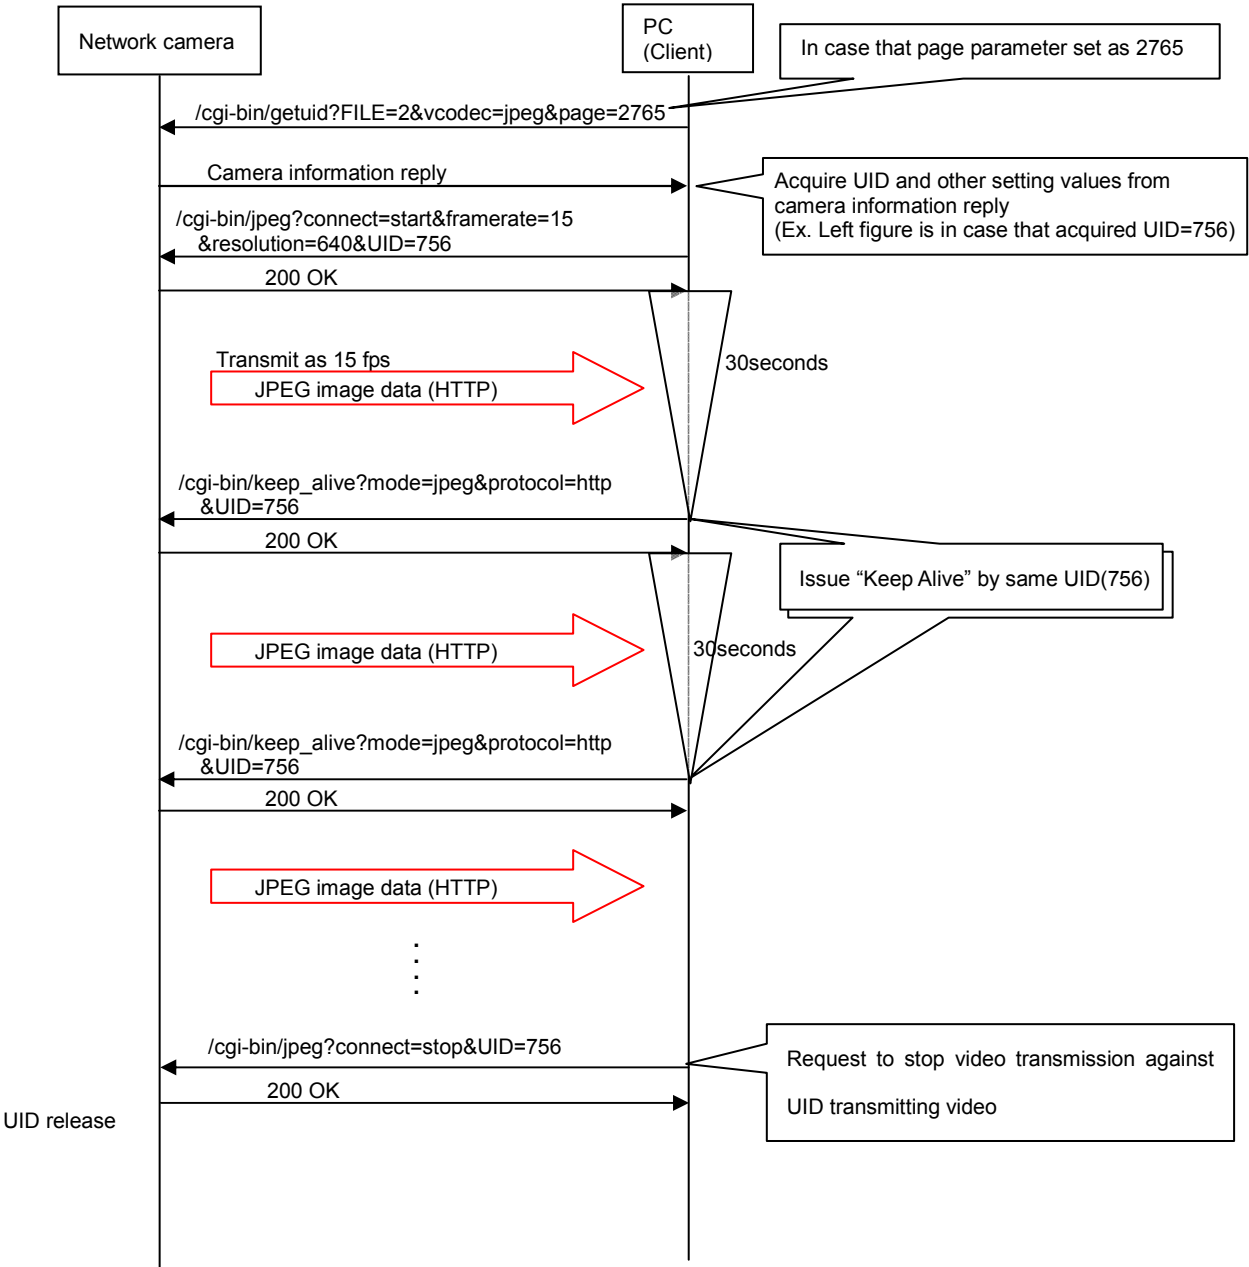 Network camera
PC
(Client)
In case that page parameter set as 2765
/cgi-bin/getuid?FILE=2&vcodec=jpeg&page=2765
Camera information reply
Acquire UID and other setting values from
camera information reply
(Ex. Left figure is in case that acquired UID=756)
/cgi-bin/jpeg?connect=start&framerate=15
&resolution=640&UID=756
200 OK
Transmit as 15 fps
JPEG image data (HTTP)
30seconds
/cgi-bin/keep_alive?mode=jpeg&protocol=http
&UID=756
200 OK
Issue “Keep Alive” by same UID(756)
JPEG image data (HTTP)
30seconds
/cgi-bin/keep_alive?mode=jpeg&protocol=http
&UID=756
200 OK
JPEG image data (HTTP)
/cgi-bin/jpeg?connect=stop&UID=756
200 OK
Request to stop video transmission against
UID transmitting video
UID release